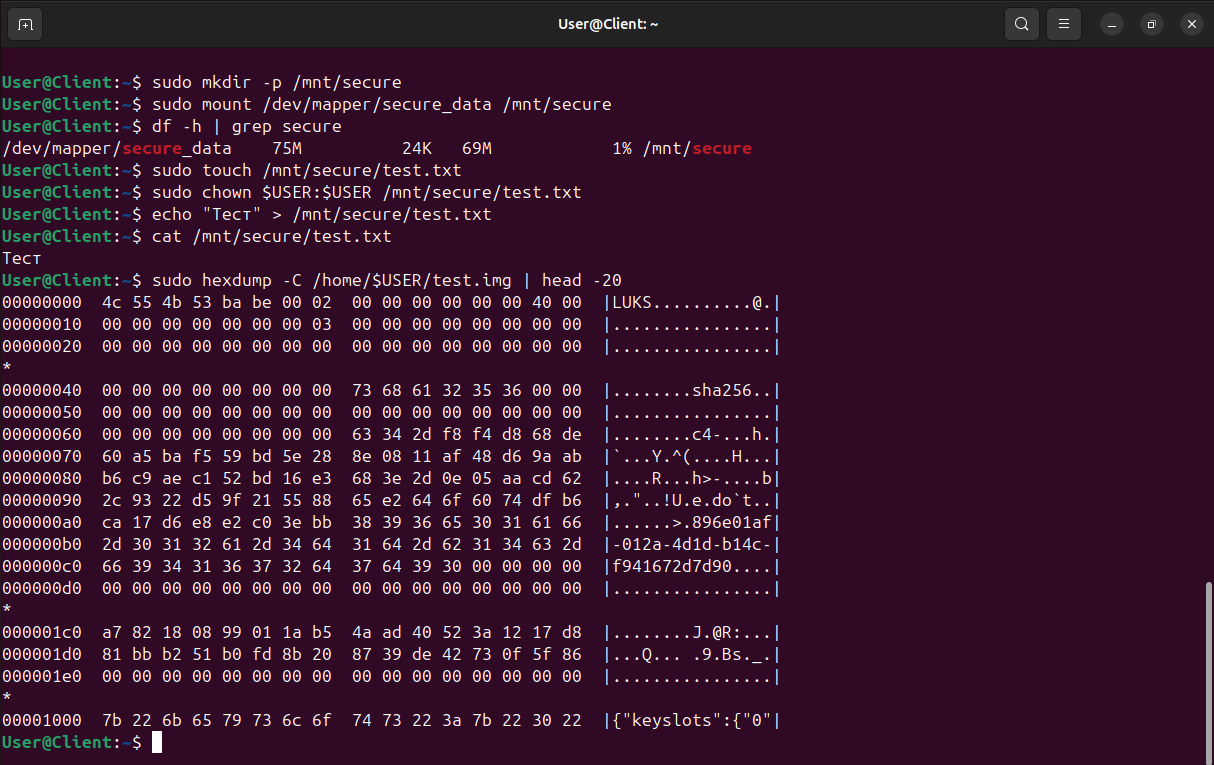 User@Client: ~
User@Client:~$ sudo mkdir -p /mnt/secure
User@Client:~$ sudo mount /dev/mapper/secure_data /mnt/secure
User@Client:~$ df -h | grep secure
/dev/mapper/secure_data    75M          24K   69M            1% /mnt/secure
User@Client:~$ sudo touch /mnt/secure/test.txt
User@Client:~$ sudo chown $USER:$USER /mnt/secure/test.txt
User@Client:~$ echo "Тест" > /mnt/secure/test.txt
User@Client:~$ cat /mnt/secure/test.txt
Тест
User@Client:~$ sudo hexdump -C /home/$USER/test.img | head -20
00000000  4c 55 4b 53 ba be 00 02  00 00 00 00 00 00 40 00  |LUKS..........@.|
00000010  00 00 00 00 00 00 00 03  00 00 00 00 00 00 00 00  |................|
00000020  00 00 00 00 00 00 00 00  00 00 00 00 00 00 00 00  |................|
*
00000040  00 00 00 00 00 00 00 00  73 68 61 32 35 36 00 00  |........sha256..|
00000050  00 00 00 00 00 00 00 00  00 00 00 00 00 00 00 00  |................|
00000060  00 00 00 00 00 00 00 00  63 34 2d f8 f4 d8 68 de  |........c4-...h.|
00000070  60 a5 ba f5 59 bd 5e 28  8e 08 11 af 48 d6 9a ab  |`...Y.^(....H...|
00000080  b6 c9 ae c1 52 bd 16 e3  68 3e 2d 0e 05 aa cd 62  |....R...h>-....b|
00000090  2c 93 22 d5 9f 21 55 88  65 e2 64 6f 60 74 df b6  |,."..!U.e.do`t..|
000000a0  ca 17 d6 e8 e2 c0 3e bb  38 39 36 65 30 31 61 66  |......>.896e01af|
000000b0  2d 30 31 32 61 2d 34 64  31 64 2d 62 31 34 63 2d  |-012a-4d1d-b14c-|
000000c0  66 39 34 31 36 37 32 64  37 64 39 30 00 00 00 00  |f941672d7d90....|
000000d0  00 00 00 00 00 00 00 00  00 00 00 00 00 00 00 00  |................|
*
000001c0  a7 82 18 08 99 01 1a b5  4a ad 40 52 3a 12 17 d8  |........J.@R:...|
000001d0  81 bb b2 51 b0 fd 8b 20  87 39 de 42 73 0f 5f 86  |...Q... .9.Bs._.|
000001e0  00 00 00 00 00 00 00 00  00 00 00 00 00 00 00 00  |................|
*
00001000  7b 22 6b 65 79 73 6c 6f  74 73 22 3a 7b 22 30 22  |{"keyslots":{"0"|
User@Client:~$